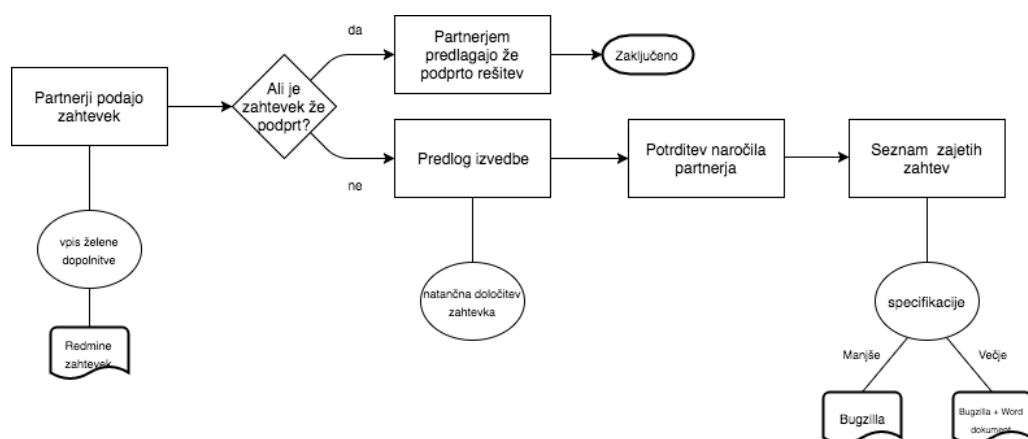 Partnerji podajo
zahtevek
Ali je
zahtevek že
podprt?
da
Partnerjem
predlagajo že
podprto rešitev
Zaključeno
ne
Predlog izvedbe
Potrditev naročila
partnerja
Seznam zajetih
zahtev
vpis želene
dopolnitve
Redmine
zahtevek
natančna določitev
zahtevka
specifikacije
Manjše
Večje
Bugzilla
Bugzilla + Word
dokument